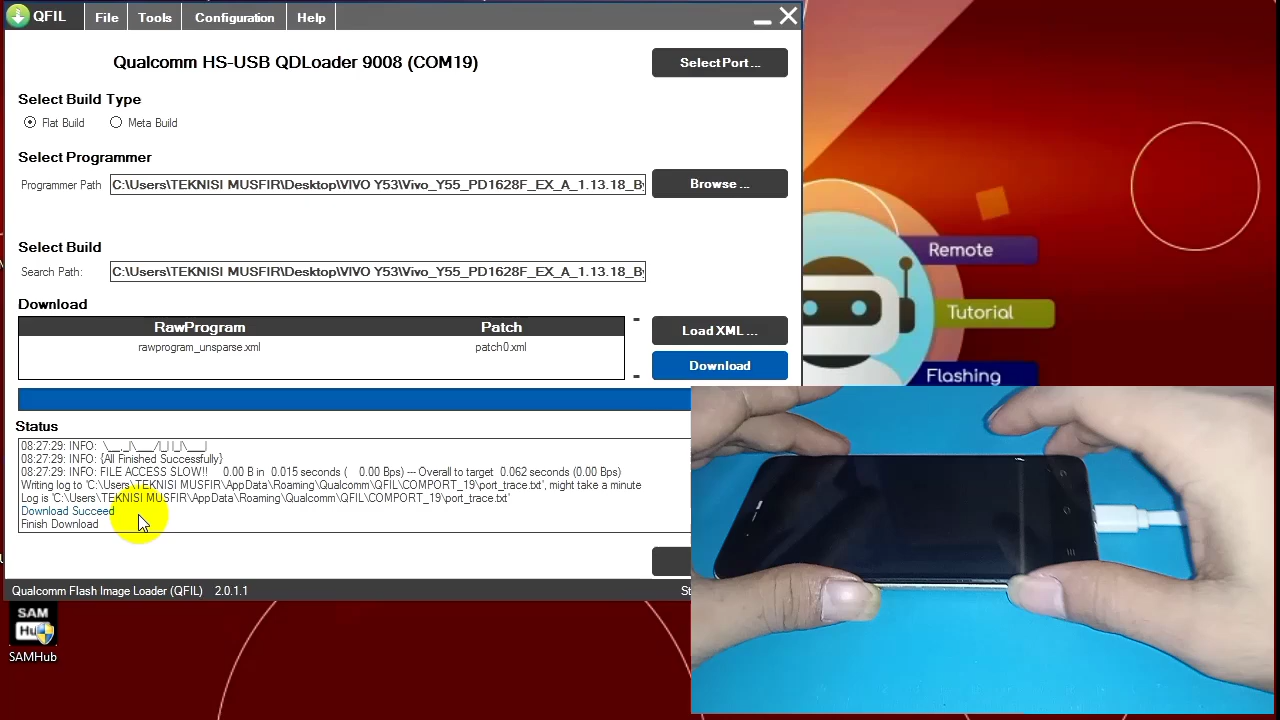 QFIL File Tools Configuration Help
Qualcomm HS-USB QDLoader 9008 (COM19)
Select Port ...
Select Build Type
Flat Build Meta Build
Select Programmer
Programmer Path C:\Users\TEKNISI MUSFIR\Desktop\VIVO Y53\Vivo_Y55_PD1628F_EX_A_1.13.18_B
Browse ...
Select Build
Search Path: C:\Users\TEKNISI MUSFIR\Desktop\VIVO Y53\Vivo_Y55_PD1628F_EX_A_1.13.18_B
Download
RawProgram Patch
rawprogram_unsparse.xml patch0.xml
Load XML ...
Download
Status
08:27:29: INFO: \__,_|\___/|_| |_|\___|
08:27:29: INFO: {All Finished Successfully}
08:27:29: INFO: FILE ACCESS SLOW!! 0.00 B in 0.015 seconds ( 0.00 Bps) --- Overall to target 0.062 seconds (0.00 Bps)
Writing log to 'C:\Users\TEKNISI MUSFIR\AppData\Roaming\Qualcomm\QFIL\COMPORT_19\port_trace.txt', might take a minute
Log is 'C:\Users\TEKNISI MUSFIR\AppData\Roaming\Qualcomm\QFIL\COMPORT_19\port_trace.txt'
Download Succeed
Finish Download
Qualcomm Flash Image Loader (QFIL) 2.0.1.1
St
Remote
Tutorial
Flashing
SAM
Hub
SAMHub